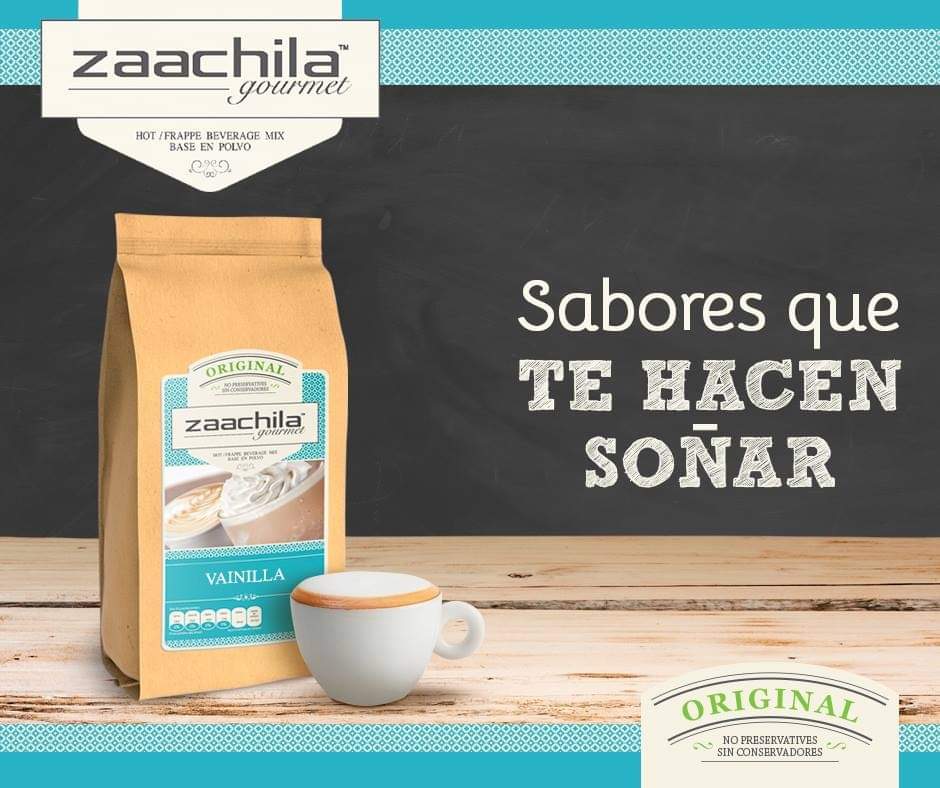 zaachila™
gourmet
HOT / FRAPPE BEVERAGE MIX
BASE EN POLVO
Sabores que
TE HACEN
SOÑAR
ORIGINAL
NO PRESERVATIVES
SIN CONSERVADORES
zaachila
gourmet
HOT / FRAPPE BEVERAGE MIX
BASE EN POLVO
VAINILLA
ORIGINAL
NO PRESERVATIVES
SIN CONSERVADORES